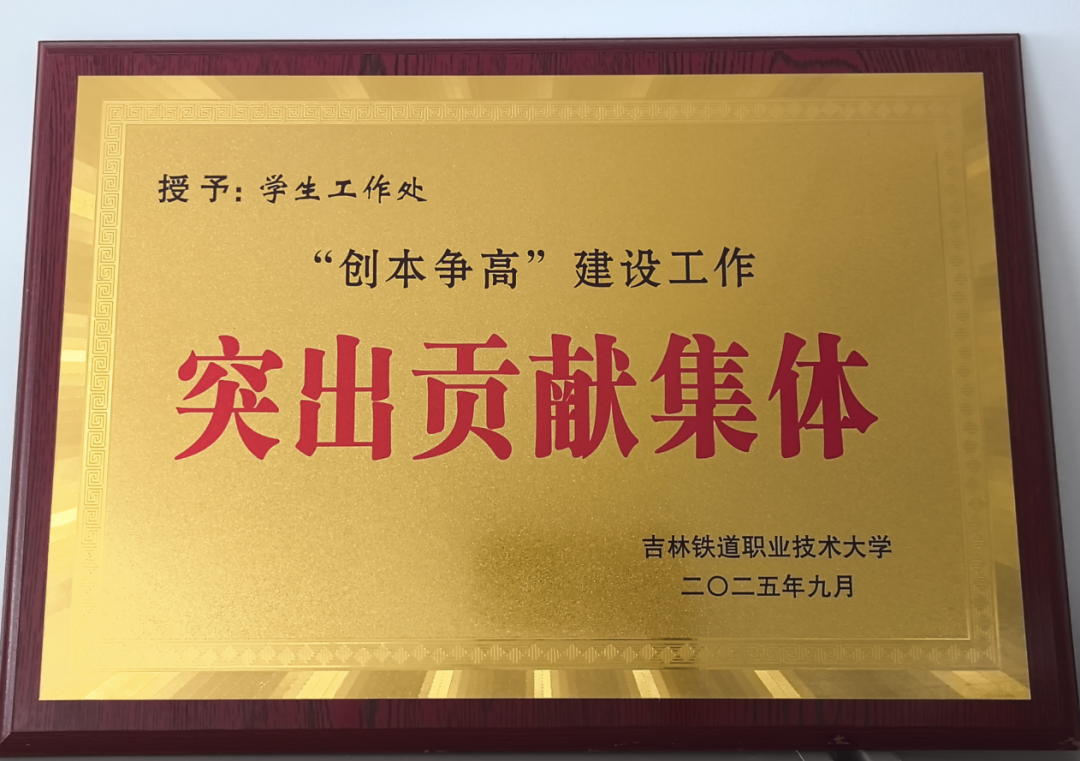 授予：学生工作处
“创本争高”建设工作
突出贡献集体
吉林铁道职业技术大学
二〇二五年九月